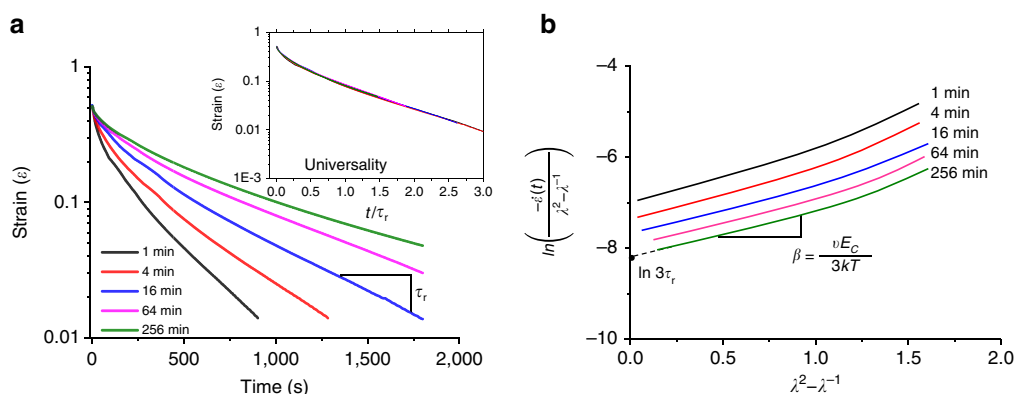 a
Strain (ε)
1
0.1
0.01
0
500
1,000
1,500
2,000
Time (s)
1 min
4 min
16 min
64 min
256 min
τr
Strain (ε)
1
0.1
0.01
1E-3
Universality
0.0
0.5
1.0
1.5
2.0
2.5
3.0
t/τr
b
ln(−ε̇(t)/λ²−λ⁻¹)
−4
−6
−8
−10
1 min
4 min
16 min
64 min
256 min
β = υEC/3kT
ln 3τr
0.0
0.5
1.0
1.5
2.0
λ²−λ⁻¹